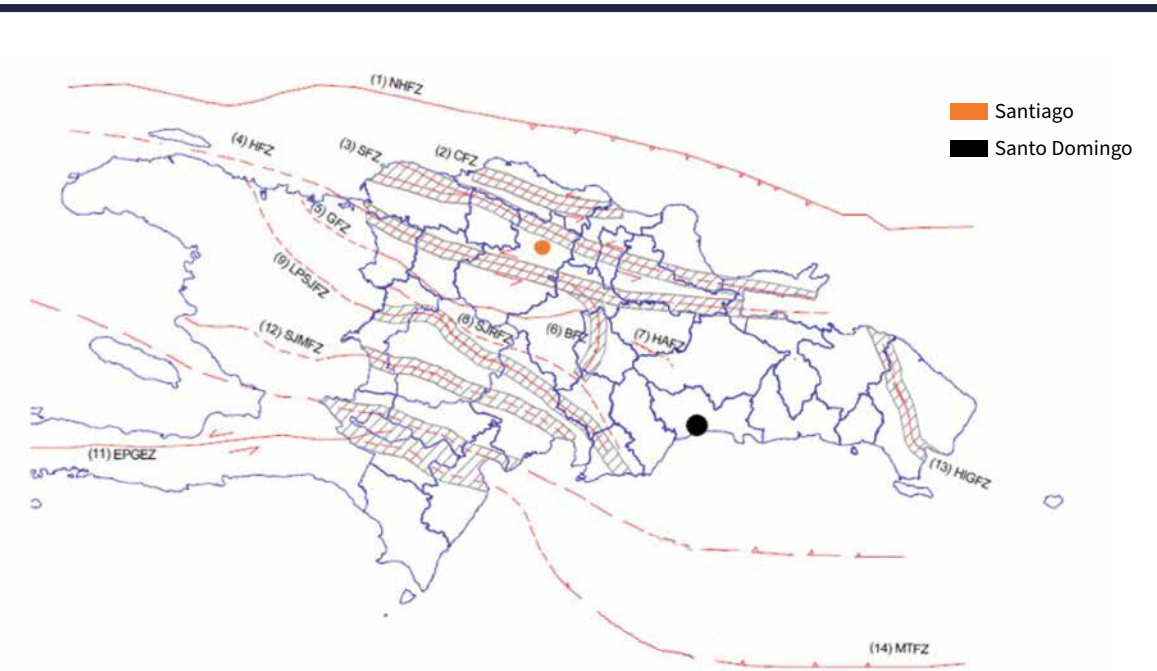 (1) NHFZ
Santiago
Santo Domingo
(4) HFZ
(3) SFZ
(2) CFZ
(5) GFZ
(9) LPSJFZ
(12) SJMFZ
(8) SJRFZ
(6) BFZ
(7) HAFZ
(11) EPGEZ
(13) HIGFZ
(14) MTFZ